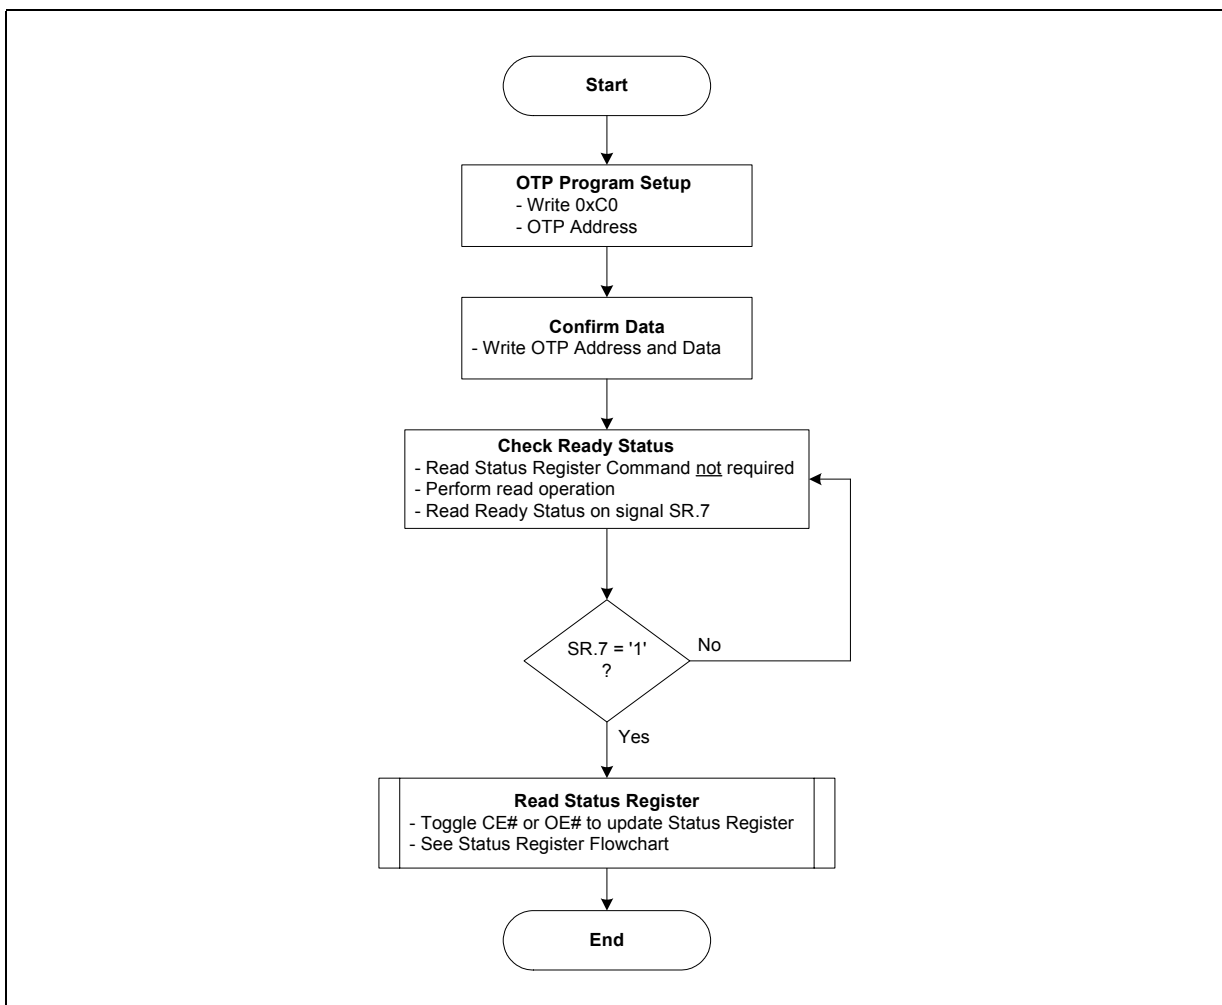 Start
OTP Program Setup
- Write 0xC0
- OTP Address
Confirm Data
- Write OTP Address and Data
Check Ready Status
- Read Status Register Command not required
- Perform read operation
- Read Ready Status on signal SR.7
SR.7 = '1'
?
No
Yes
Read Status Register
- Toggle CE# or OE# to update Status Register
- See Status Register Flowchart
End